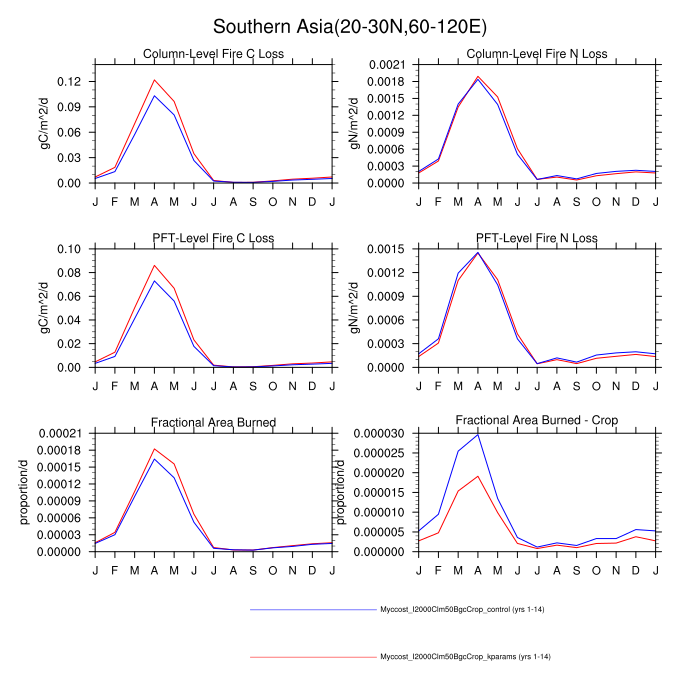 Southern Asia(20-30N,60-120E)
Column-Level Fire C Loss
gC/m^2/d
0.12
0.09
0.06
0.03
0.00
J F M A M J J A S O N D J
Column-Level Fire N Loss
gN/m^2/d
0.0021
0.0018
0.0015
0.0012
0.0009
0.0006
0.0003
0.0000
J F M A M J J A S O N D J
PFT-Level Fire C Loss
gC/m^2/d
0.10
0.08
0.06
0.04
0.02
0.00
J F M A M J J A S O N D J
PFT-Level Fire N Loss
gN/m^2/d
0.0015
0.0012
0.0009
0.0006
0.0003
0.0000
J F M A M J J A S O N D J
Fractional Area Burned
proportion/d
0.00021
0.00018
0.00015
0.00012
0.00009
0.00006
0.00003
0.00000
J F M A M J J A S O N D J
Fractional Area Burned - Crop
proportion/d
0.000030
0.000025
0.000020
0.000015
0.000010
0.000005
0.000000
J F M A M J J A S O N D J
Myccost_I2000Clm50BgcCrop_control (yrs 1-14)
Myccost_I2000Clm50BgcCrop_kparams (yrs 1-14)